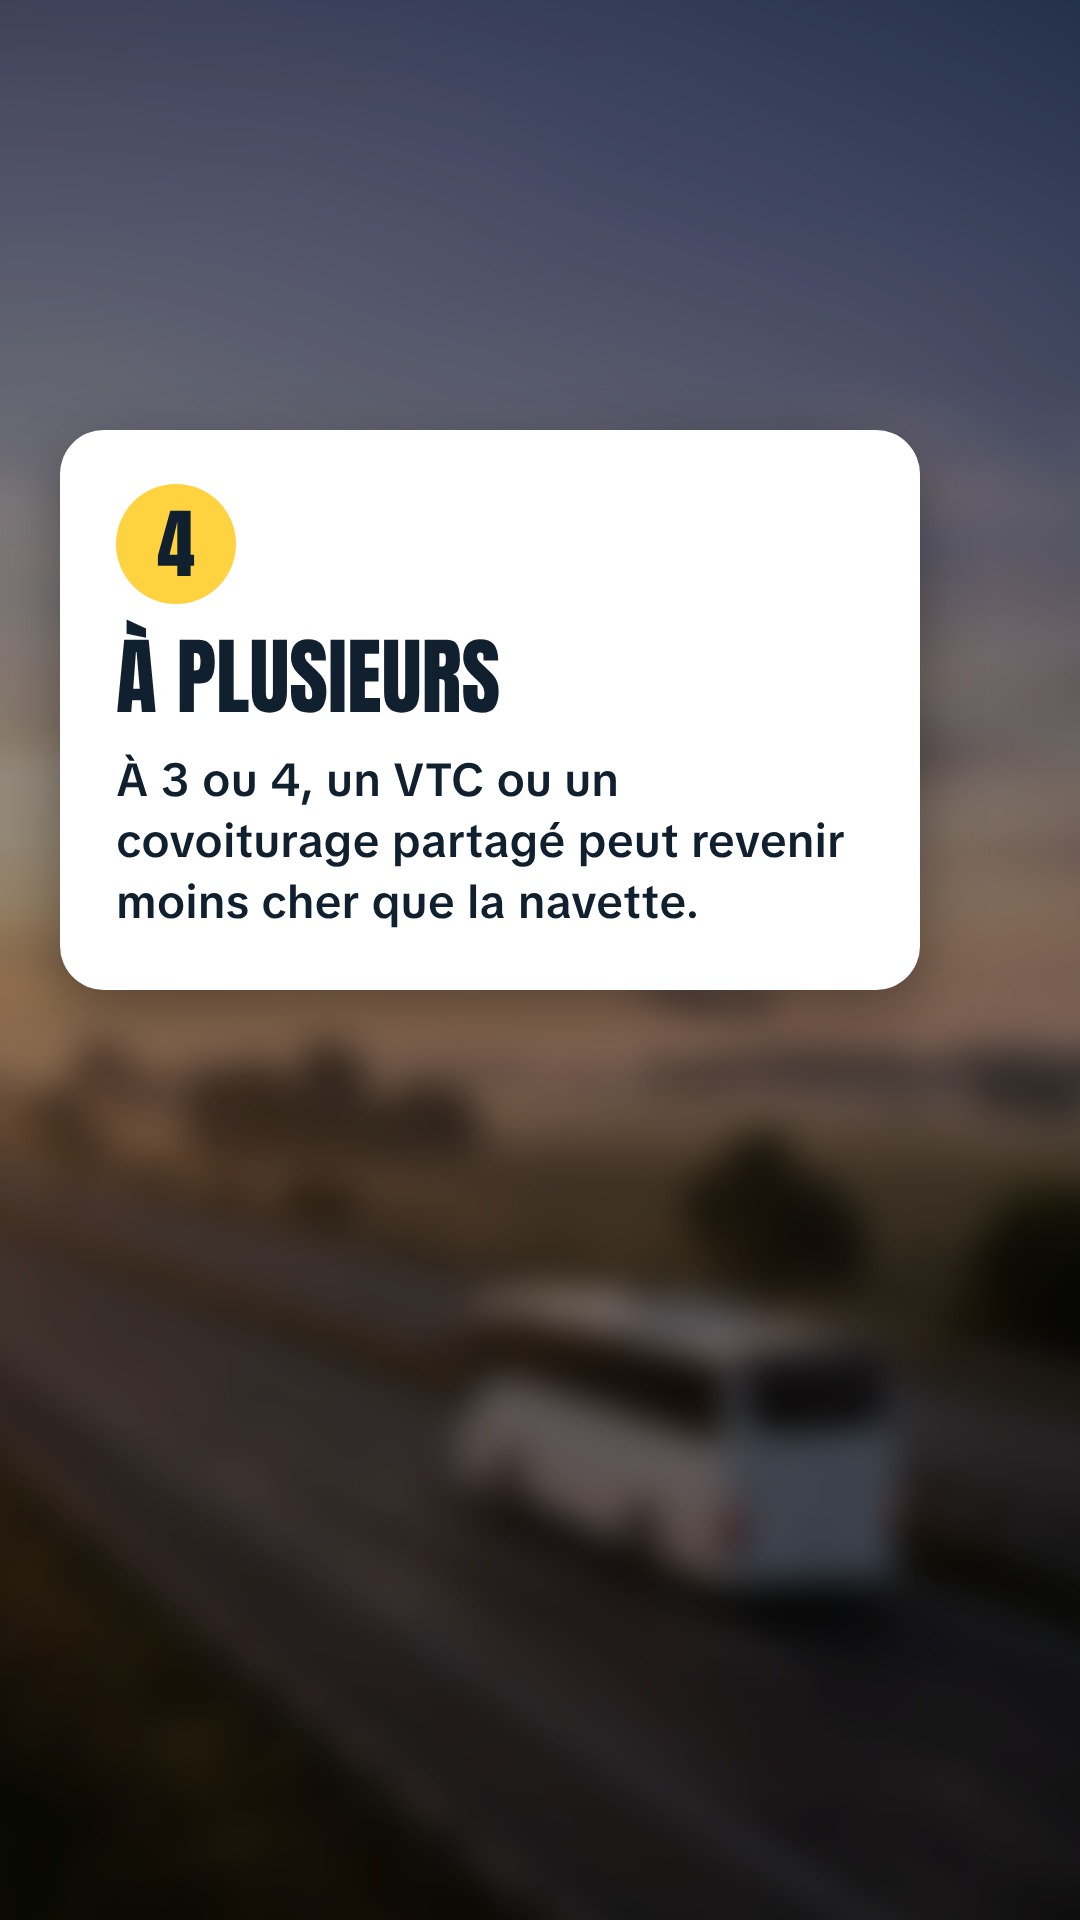 4
À PLUSIEURS
À 3 ou 4, un VTC ou un
covoiturage partagé peut revenir
moins cher que la navette.